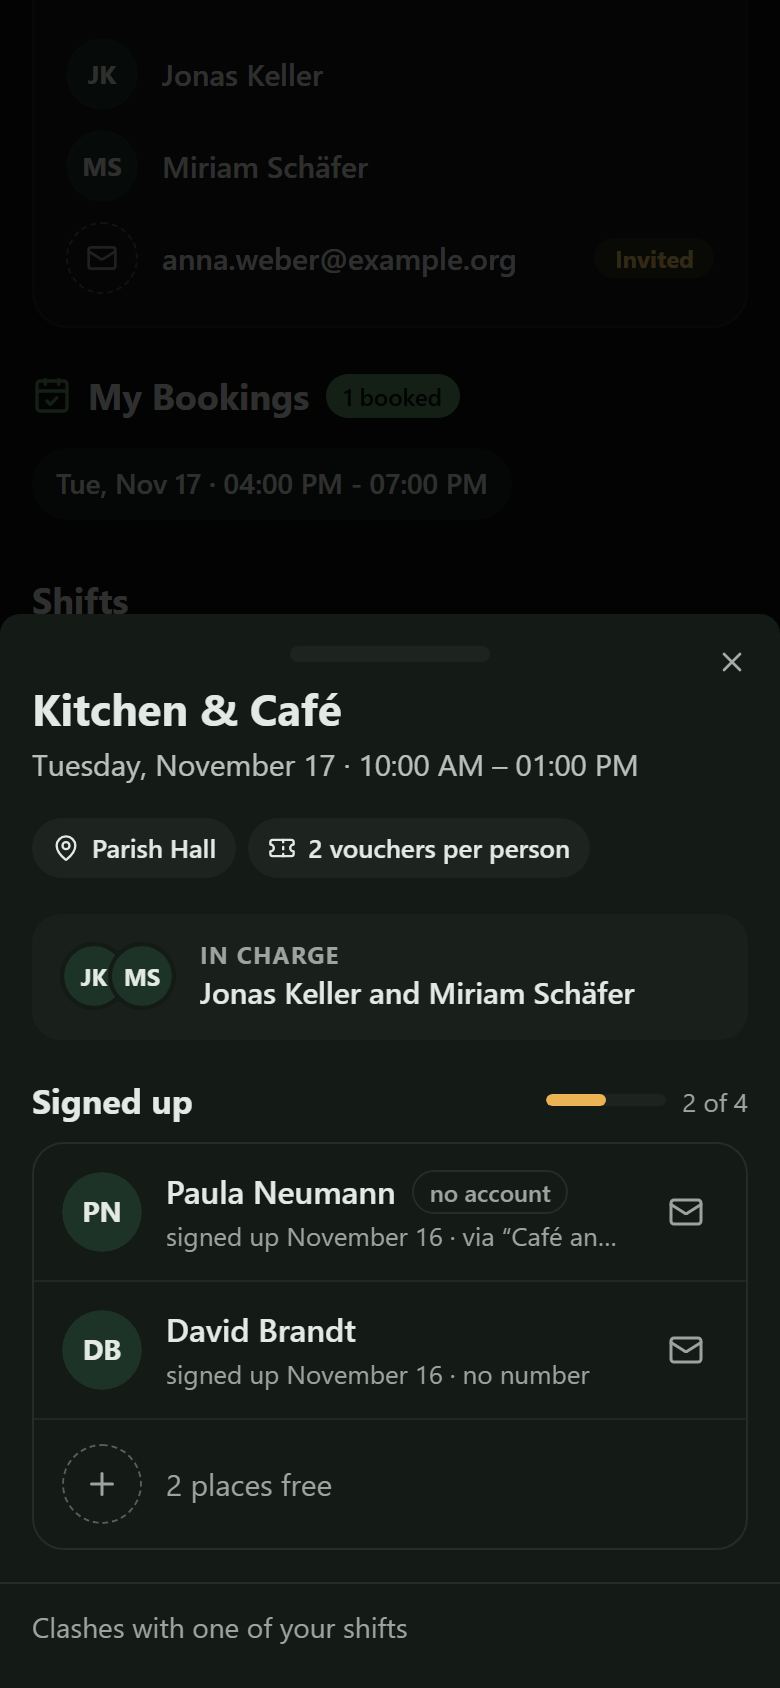 JK Jonas Keller
MS Miriam Schäfer
anna.weber@example.org Invited
My Bookings 1 booked
Tue, Nov 17 · 04:00 PM - 07:00 PM
Shifts
Kitchen & Café
Tuesday, November 17 · 10:00 AM – 01:00 PM
Parish Hall 2 vouchers per person
IN CHARGE
JK MS Jonas Keller and Miriam Schäfer
Signed up 2 of 4
PN Paula Neumann no account
signed up November 16 · via “Café an...
DB David Brandt
signed up November 16 · no number
2 places free
Clashes with one of your shifts